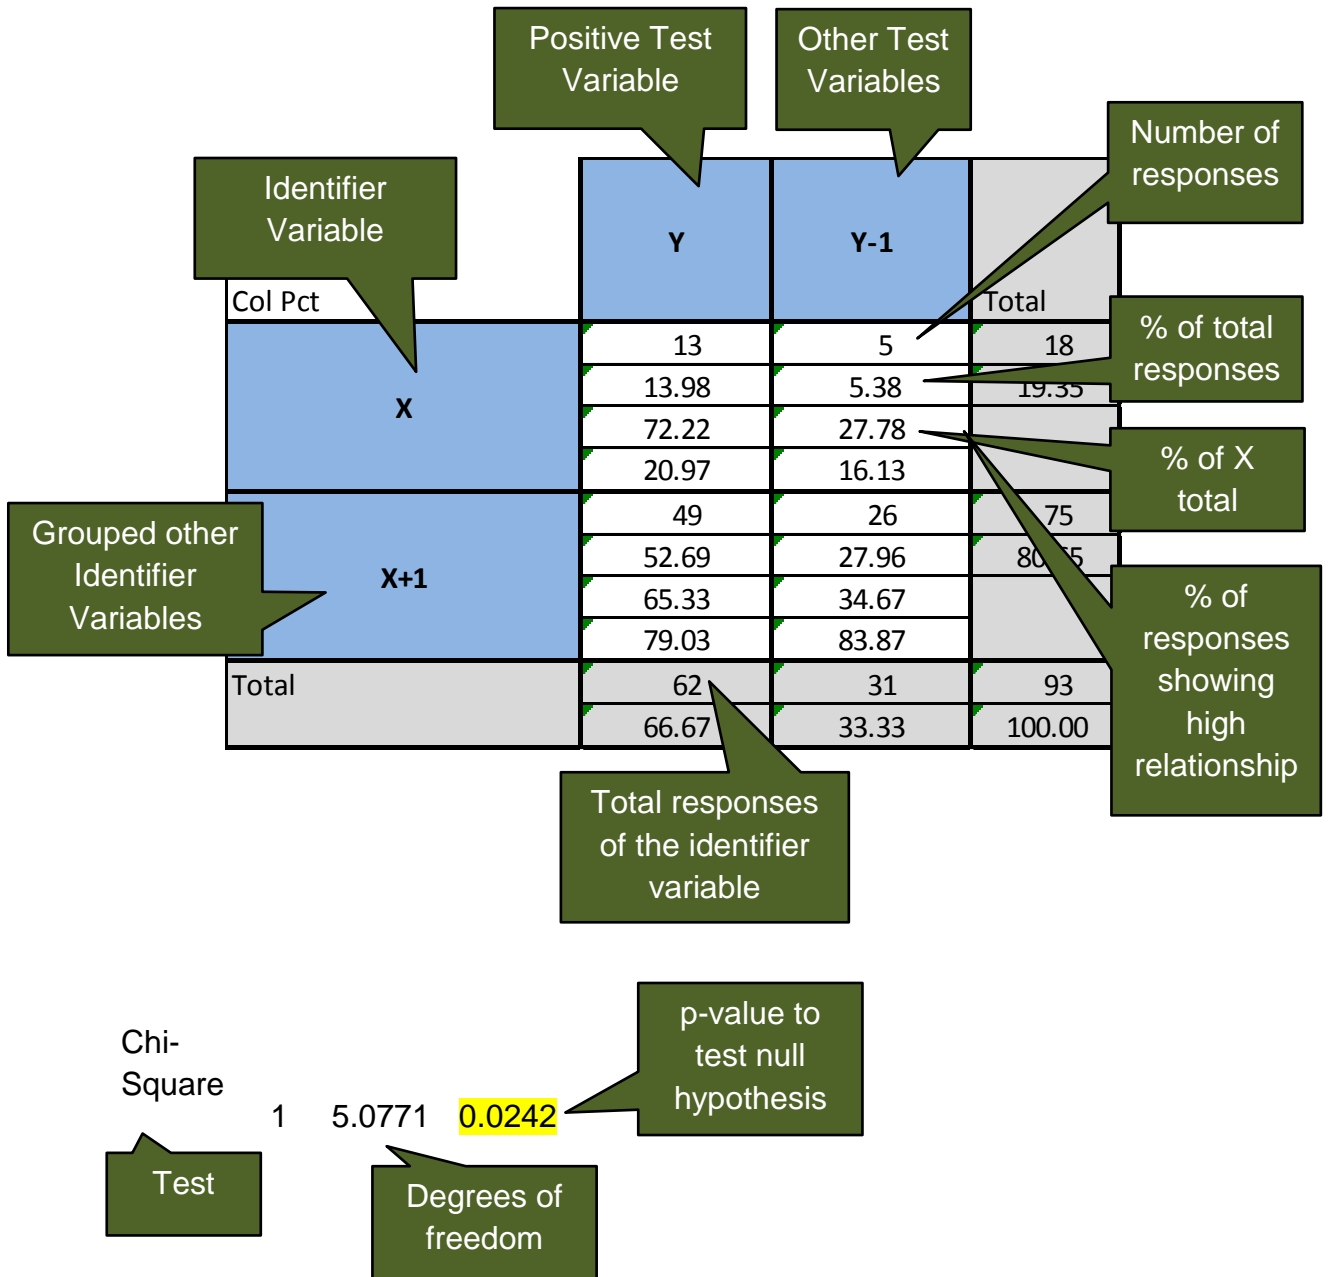 Positive Test
Variable
Other Test
Variables
Number of
responses
Identifier
Variable
Y
Y-1
Col Pct
Total
% of total
responses
X
13
5
18
13.98
5.38
19.35
72.22
27.78
20.97
16.13
% of X
total
Grouped other
Identifier
Variables
X+1
49
26
75
52.69
27.96
80.65
65.33
34.67
79.03
83.87
% of
responses
showing
high
relationship
Total
62
31
93
66.67
33.33
100.00
Total responses
of the identifier
variable
p-value to
test null
hypothesis
Chi-
Square
1 5.0771 0.0242
Test
Degrees of
freedom